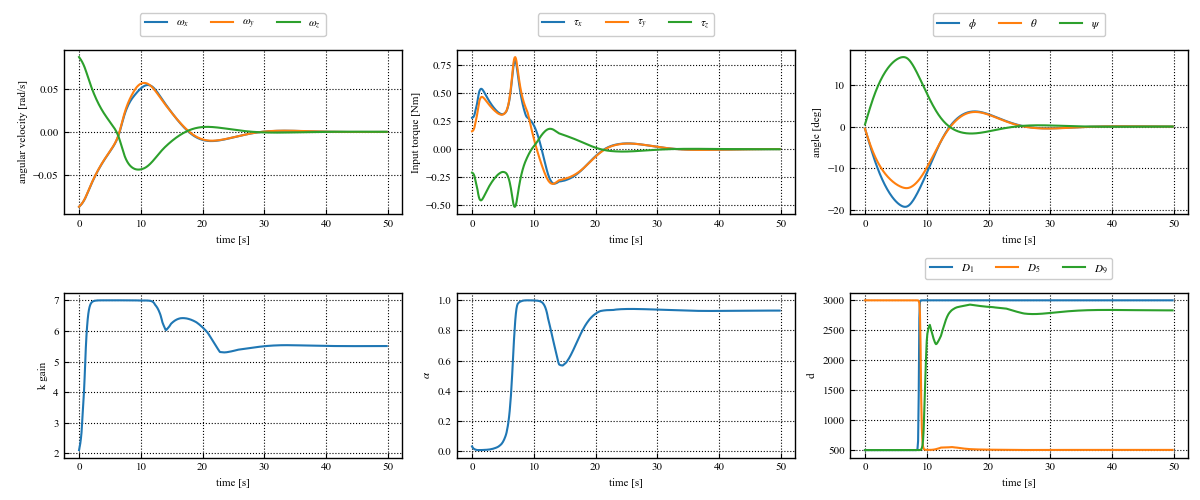 ωx ωy ωz
τx τy τz
ϕ θ ψ
angular velocity [rad/s]
0.05
0.00
−0.05
0 10 20 30 40 50
time [s]
Input torque [Nm]
0.75
0.50
0.25
0.00
−0.25
−0.50
0 10 20 30 40 50
time [s]
angle [deg]
10
0
−10
−20
0 10 20 30 40 50
time [s]
D1 D5 D9
k gain
7
6
5
4
3
2
0 10 20 30 40 50
time [s]
α
1.0
0.8
0.6
0.4
0.2
0.0
0 10 20 30 40 50
time [s]
d
3000
2500
2000
1500
1000
500
0 10 20 30 40 50
time [s]